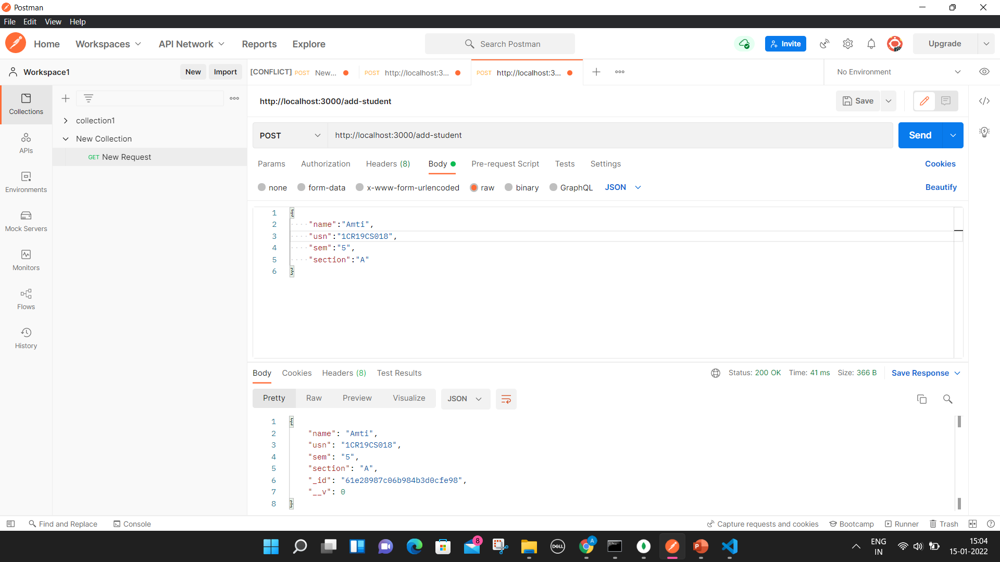 Postman
File Edit View Help
Home Workspaces API Network Reports Explore Search Postman Invite Upgrade
Workspace1 New Import [CONFLICT] POST New... POST http://localhost:3... POST http://localhost:3... No Environment
http://localhost:3000/add-student Save
Collections
collection1
New Collection
GET New Request
APIs
Environments
Mock Servers
Monitors
Flows
History
POST http://localhost:3000/add-student Send
Params Authorization Headers (8) Body Pre-request Script Tests Settings Cookies
none form-data x-www-form-urlencoded raw binary GraphQL JSON Beautify
1 {
2 "name":"Amti",
3 "usn":"1CR19CS018",
4 "sem":"5",
5 "section":"A"
6 }
Body Cookies Headers (8) Test Results Status: 200 OK Time: 41 ms Size: 366 B Save Response
Pretty Raw Preview Visualize JSON
1 {
2 "name": "Amti",
3 "usn": "1CR19CS018",
4 "sem": "5",
5 "section": "A",
6 "_id": "61e28987c06b984b3d0cfe98",
7 "__v": 0
8 }
Find and Replace Console Capture requests and cookies Bootcamp Runner Trash
8 DELL A P ENG 15:04
IN 15-01-2022